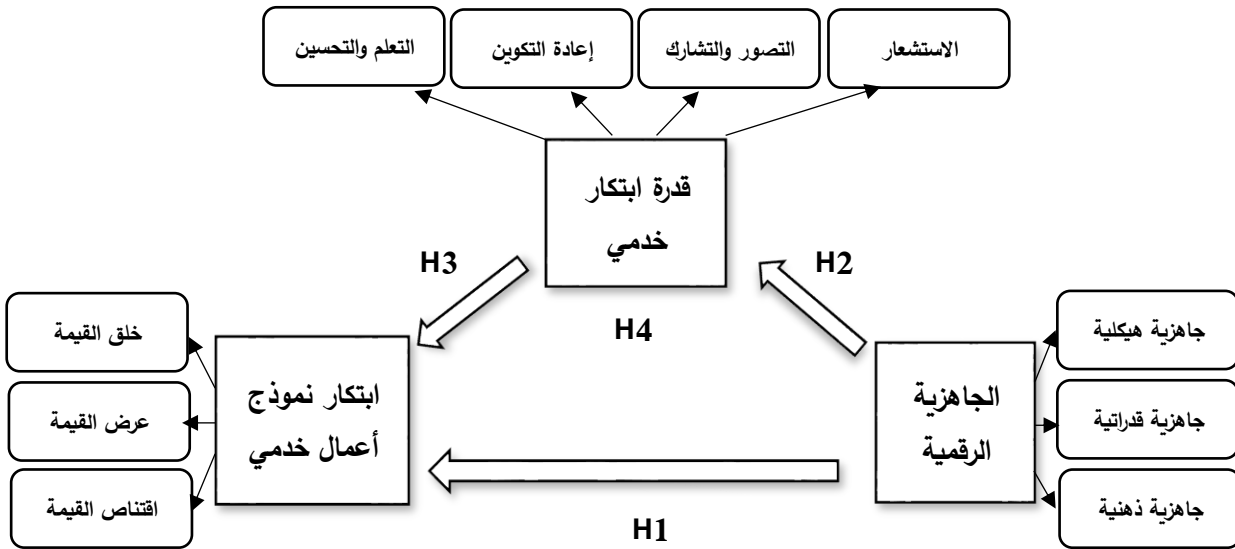 الاستشعار
التصور والتشارك
إعادة التكوين
التعلم والتحسين
قدرة ابتكار
خدمي
H2
H3
H4
جاهزية هيكلية
جاهزية قدراتية
جاهزية ذهنية
الجاهزية
الرقمية
ابتكار نموذج
أعمال خدمي
خلق القيمة
عرض القيمة
اقتناص القيمة
H1